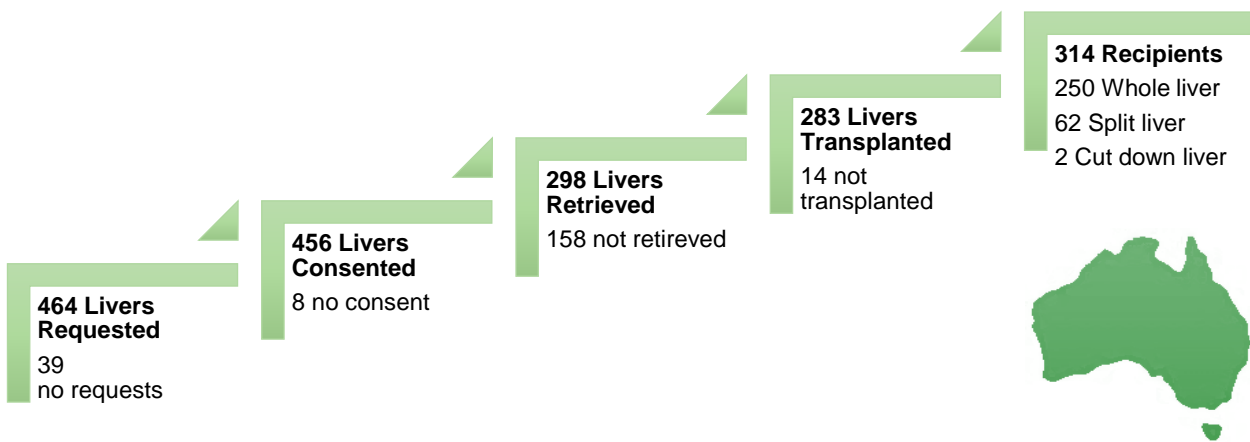 464 Livers
Requested
39
no requests
456 Livers
Consented
8 no consent
298 Livers
Retrieved
158 not retireved
283 Livers
Transplanted
14 not
transplanted
314 Recipients
250 Whole liver
62 Split liver
2 Cut down liver